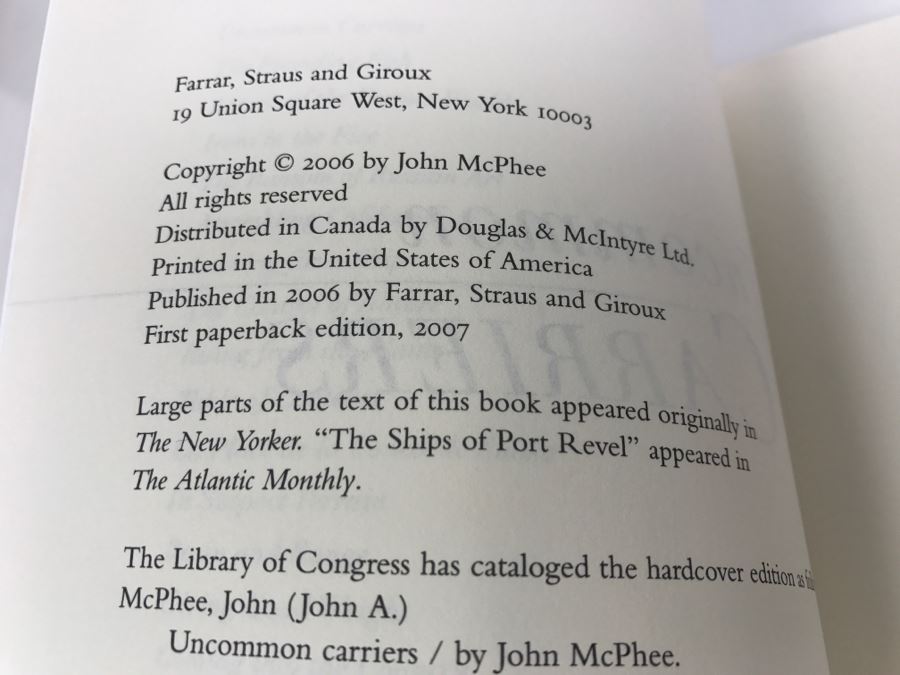 Farrar, Straus and Giroux
19 Union Square West, New York 10003
Copyright © 2006 by John McPhee
All rights reserved
Distributed in Canada by Douglas & McIntyre Ltd.
Printed in the United States of America
Published in 2006 by Farrar, Straus and Giroux
First paperback edition, 2007
Large parts of the text of this book appeared originally in
The New Yorker. “The Ships of Port Revel” appeared in
The Atlantic Monthly.
The Library of Congress has cataloged the hardcover edition as
McPhee, John (John A.)
Uncommon carriers / by John McPhee.